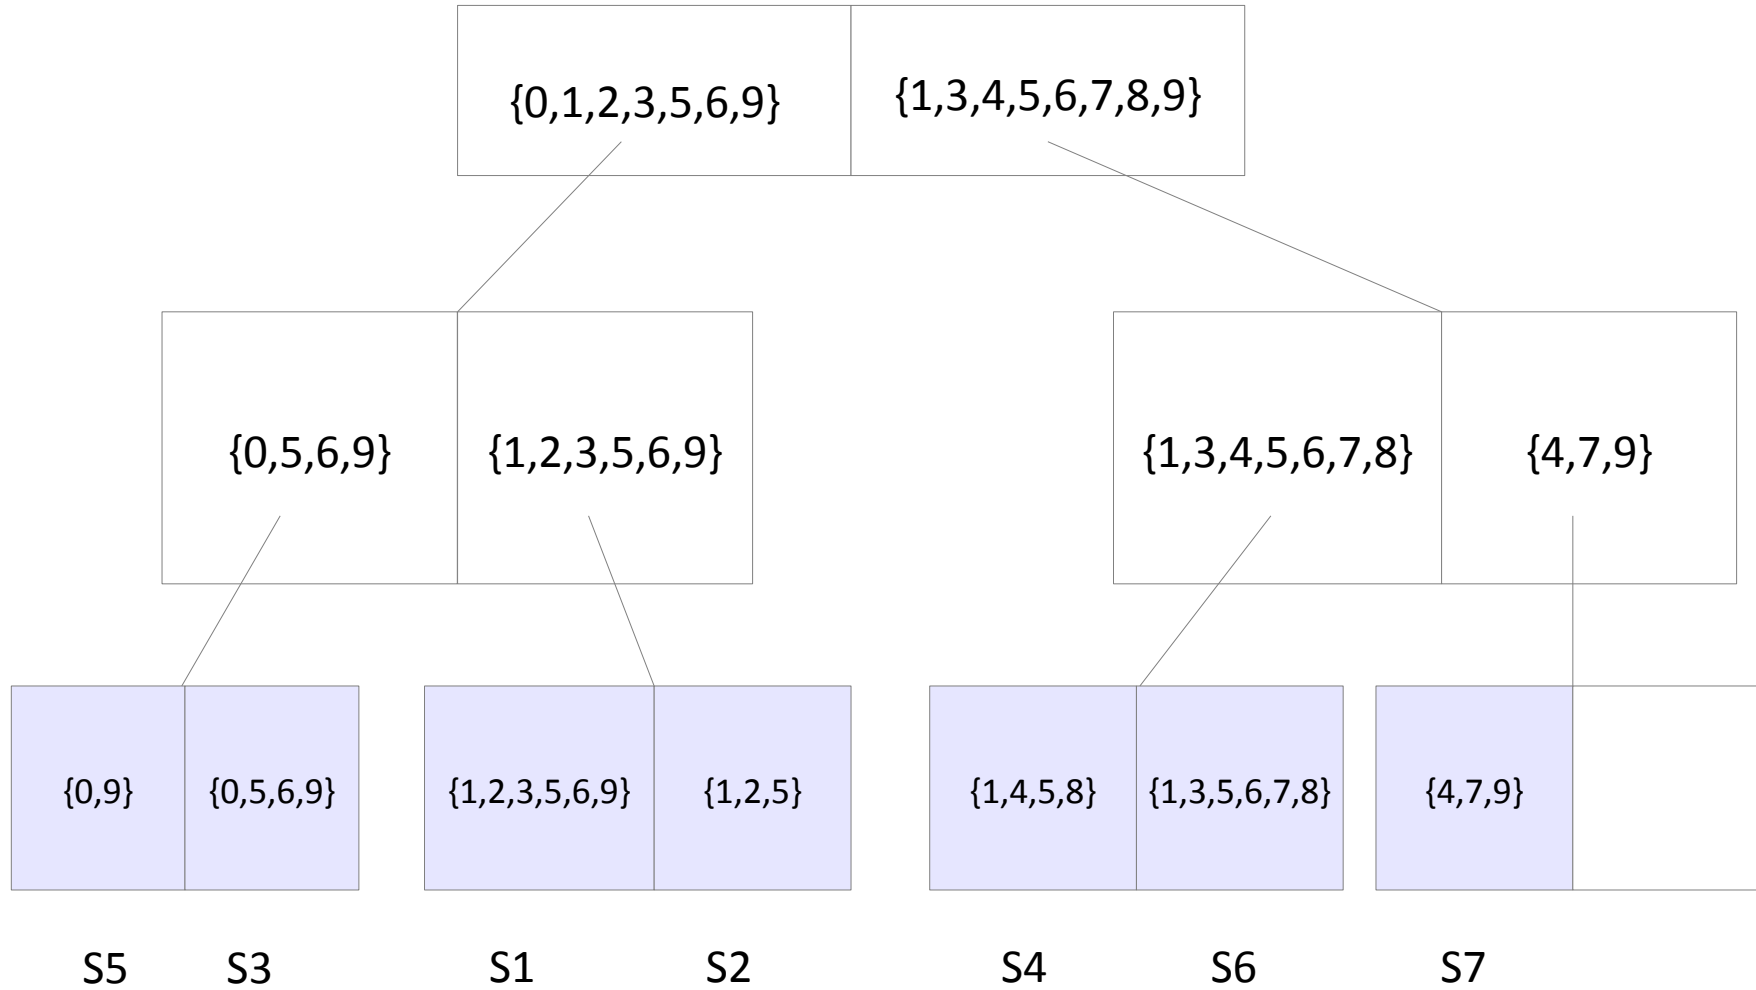 {0,1,2,3,5,6,9} {1,3,4,5,6,7,8,9}
{0,5,6,9} {1,2,3,5,6,9} {1,3,4,5,6,7,8} {4,7,9}
{0,9} {0,5,6,9} {1,2,3,5,6,9} {1,2,5} {1,4,5,8} {1,3,5,6,7,8} {4,7,9}
S5 S3 S1 S2 S4 S6 S7